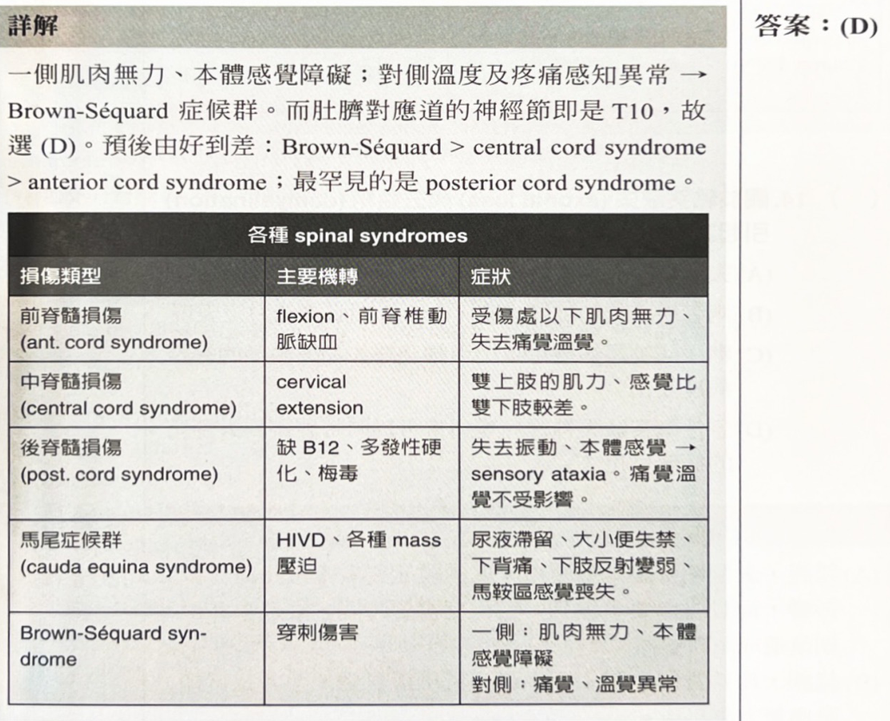 詳解
答案：(D)
一側肌肉無力、本體感覺障礙；對側溫度及疼痛感知異常 →
Brown-Séquard 症候群。而肚臍對應道的神經節即是 T10，故
選 (D)。預後由好到差：Brown-Séquard > central cord syndrome
> anterior cord syndrome；最罕見的是 posterior cord syndrome。
各種 spinal syndromes
損傷類型
主要機轉
症狀
前脊髓損傷
(ant. cord syndrome)
flexion、前脊椎動
脈缺血
受傷處以下肌肉無力、
失去痛覺溫覺。
中脊髓損傷
(central cord syndrome)
cervical
extension
雙上肢的肌力、感覺比
雙下肢較差。
後脊髓損傷
(post. cord syndrome)
缺 B12、多發性硬
化、梅毒
失去振動、本體感覺 →
sensory ataxia。痛覺溫
覺不受影響。
馬尾症候群
(cauda equina syndrome)
HIVD、各種 mass
壓迫
尿液滯留、大小便失禁、
下背痛、下肢反射變弱、
馬鞍區感覺喪失。
Brown-Séquard syn-
drome
穿刺傷害
一側：肌肉無力、本體
感覺障礙
對側：痛覺、溫覺異常